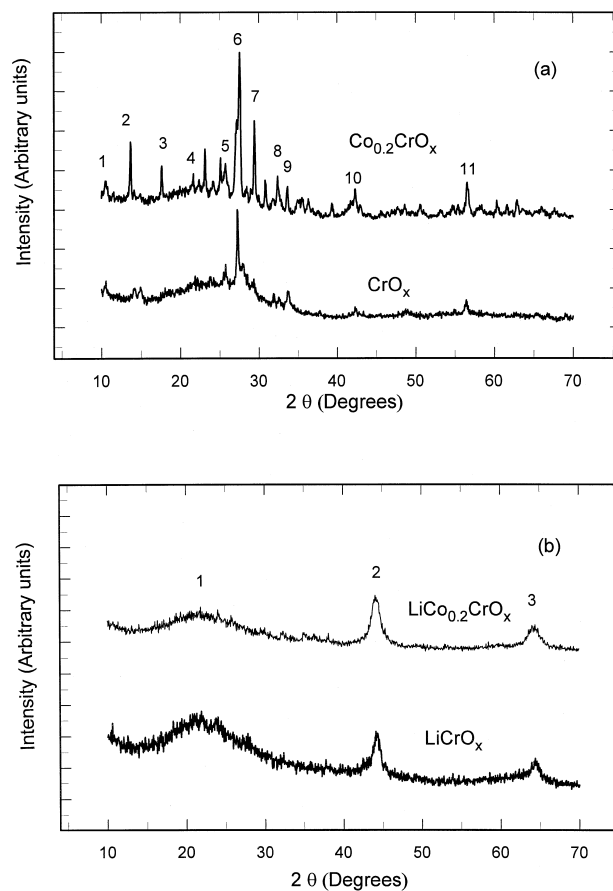 (a)
6
7
2
Co0.2CrOx
1
3
4
5
8
9
10
11
CrOx
Intensity (Arbitrary units)
10 20 30 40 50 60 70
2 θ (Degrees)
(b)
1
2
3
LiCo0.2CrOx
LiCrOx
Intensity (Arbitrary units)
10 20 30 40 50 60 70
2 θ (Degrees)